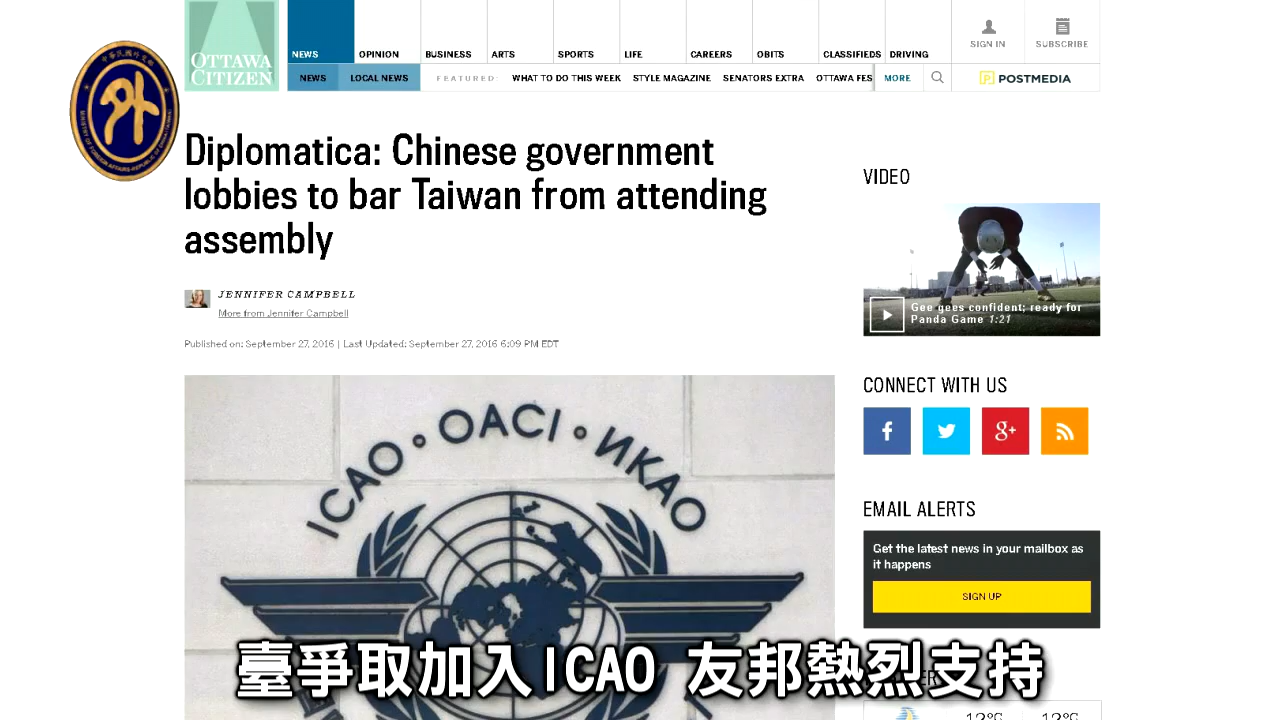 OTTAWA
CITIZEN
NEWS
OPINION
BUSINESS
ARTS
SPORTS
LIFE
CAREERS
OBITS
CLASSIFIEDS
DRIVING
SIGN IN
SUBSCRIBE
NEWS
LOCAL NEWS
FEATURED:
WHAT TO DO THIS WEEK
STYLE MAGAZINE
SENATORS EXTRA
OTTAWA FES
MORE
POSTMEDIA
外
Diplomatica: Chinese government
lobbies to bar Taiwan from attending
assembly
JENNIFER CAMPBELL
More from Jennifer Campbell
Published on: September 27, 2016 | Last Updated: September 27, 2016 6:09 PM EDT
ICAO • OACI • ИКАО
VIDEO
Gee gees confident; ready for
Panda Game 1:21
CONNECT WITH US
EMAIL ALERTS
Get the latest news in your mailbox as
it happens
SIGN UP
臺爭取加入ICAO 友邦熱烈支持
12°C
12°C